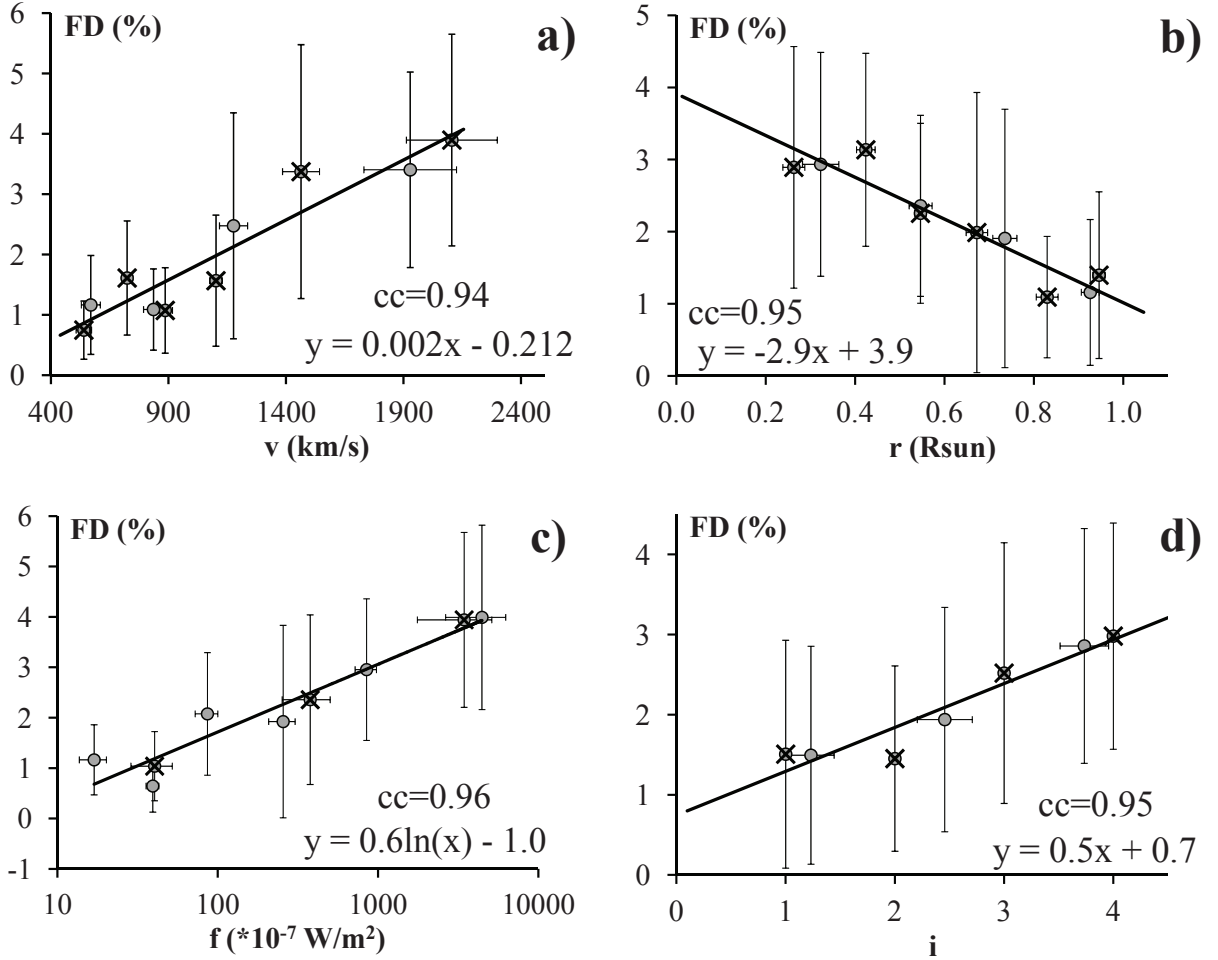 FD (%)
a)
6
5
4
3
2
1
0
cc=0.94
y = 0.002x - 0.212
400 900 1400 1900 2400
v (km/s)
FD (%)
b)
5
4
3
2
1
0
cc=0.95
y = -2.9x + 3.9
0.0 0.2 0.4 0.6 0.8 1.0
r (Rsun)
FD (%)
c)
6
5
4
3
2
1
0
-1
cc=0.96
y = 0.6ln(x) - 1.0
10 100 1000 10000
f (*10⁻⁷ W/m²)
FD (%)
d)
4
3
2
1
0
cc=0.95
y = 0.5x + 0.7
0 1 2 3 4
i